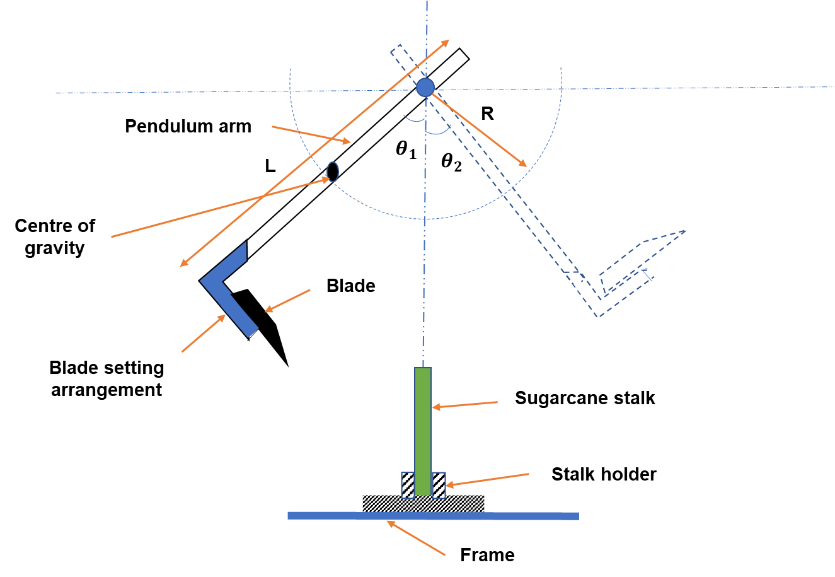 R
Pendulum arm
θ₁
θ₂
L
Centre of
gravity
Blade
Blade setting
arrangement
Sugarcane stalk
Stalk holder
Frame